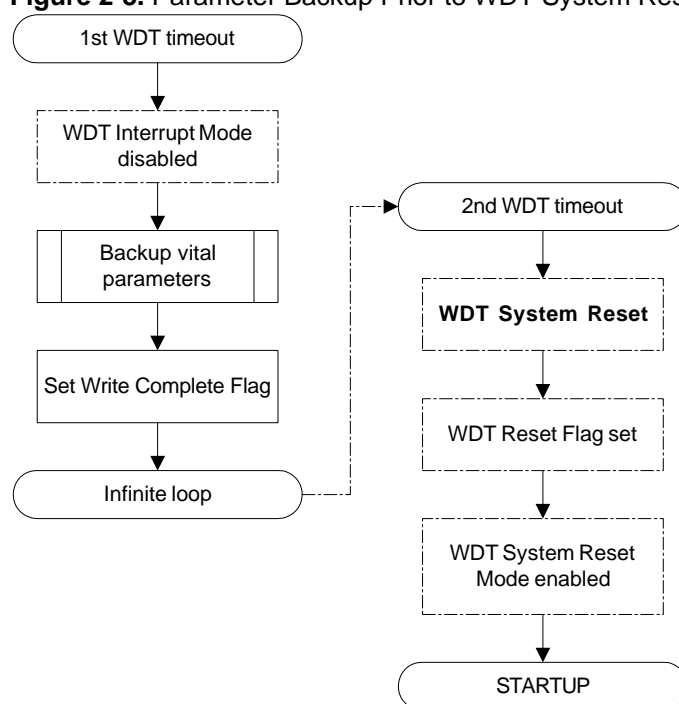 Figure 2-3. Parameter Backup Prior to WDT System Res
1st WDT timeout
WDT Interrupt Mode
disabled
Backup vital
parameters
Set Write Complete Flag
Infinite loop
2nd WDT timeout
WDT System Reset
WDT Reset Flag set
WDT System Reset
Mode enabled
STARTUP